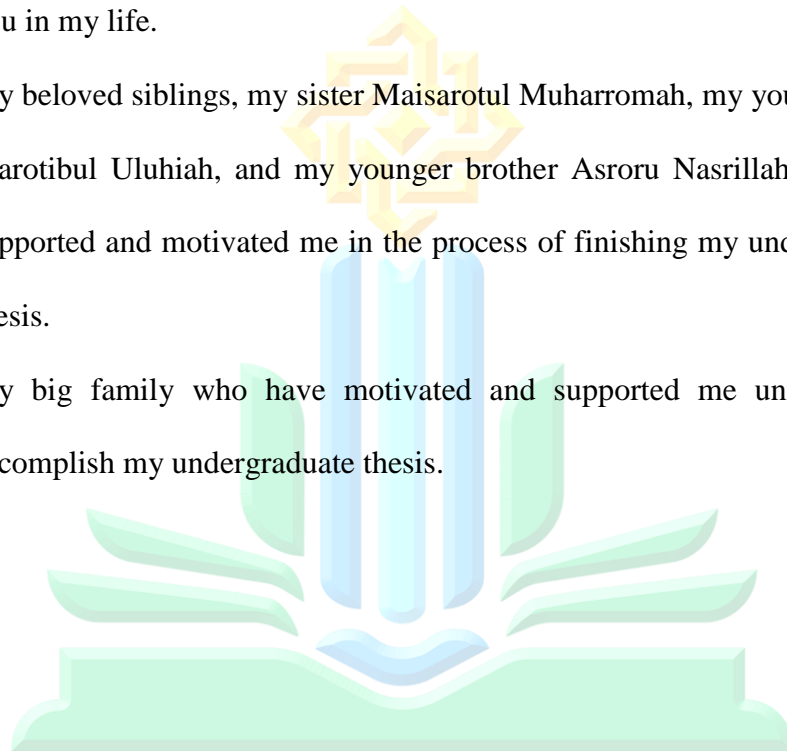 u in my life.
y beloved siblings, my sister Maisarotul Muharromah, my you
arotibul Uluhiah, and my younger brother Asroru Nasrillah
pported and motivated me in the process of finishing my und
esis.
y big family who have motivated and supported me un
complish my undergraduate thesis.